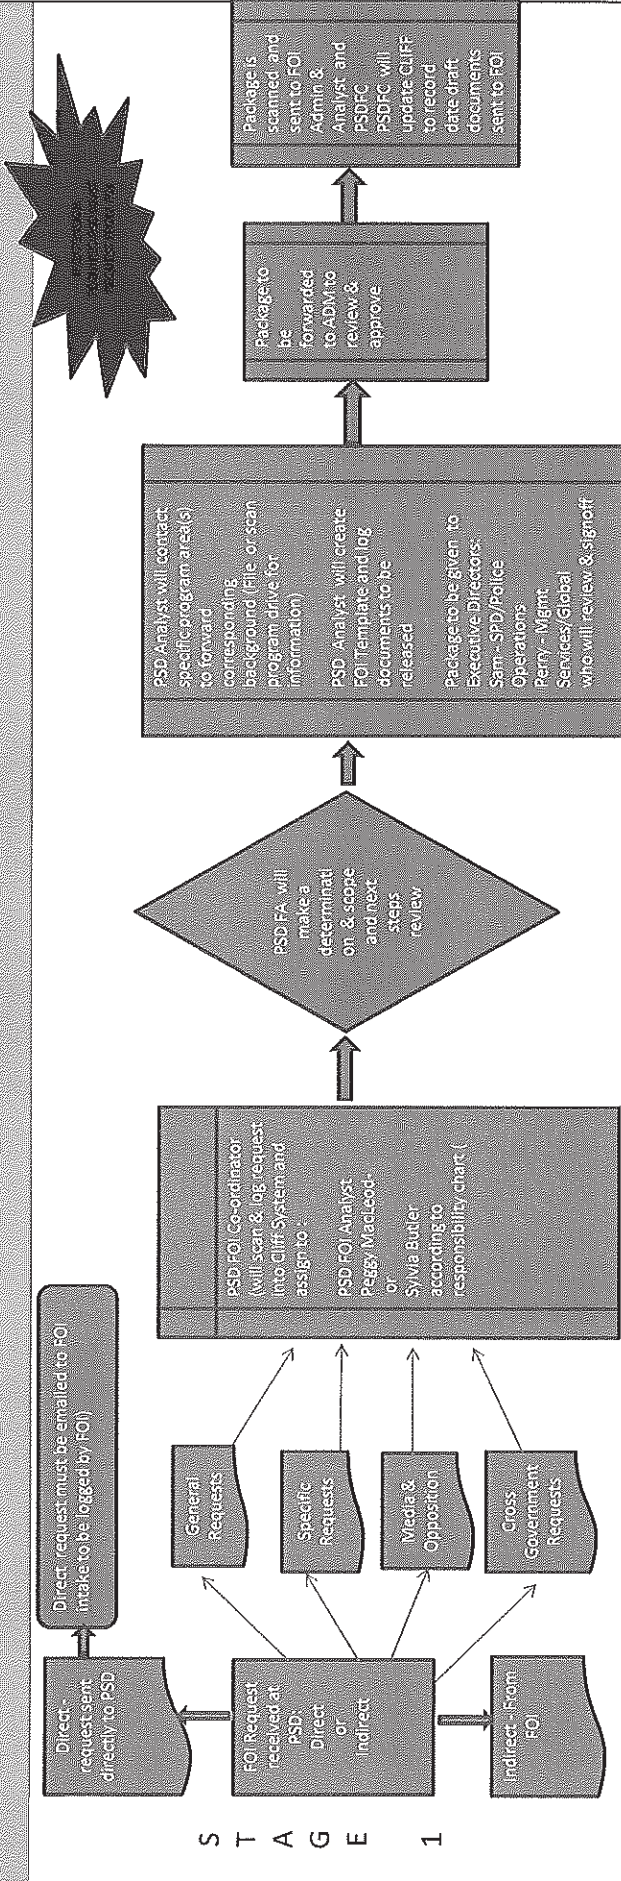 STAGE 1
Direct -
request sent
directly to PSD
Direct request must be emailed to FOI
intake to be logged by FOI)
FOI Request
received at
PSD:
Direct
or
Indirect
Indirect - From
FOI
General
Requests
Specific
Requests
Media &
Opposition
Cross
Government
Requests
PSD FOI Co-ordinator
(will scan & log request
into Cliff System and
assign to :
PSD FOI Analyst
Peggy MacLeod-
or
Sylvia Butler
according to
responsibility chart (
PSD FA will
make a
determinati
on & scope
and next
steps
review
PSD Analyst will contact
specific program area(s)
to forward
corresponding
background (File or scan
program drive for
information)
PSD Analyst will create
FOI Template and log
documents to be
released
Package to be given to
Executive Directors:
Sam - SPD/Police
Operations
Perry - Mgmt
Services/Global
who will review & signoff
Package to
be
forwarded
to ADM to
review &
approve
Package is
scanned and
sent to FOI
Admin &
Analyst and
PSDFC
PSDFC will
update CLIFF
to record
date draft
documents
sent to FOI